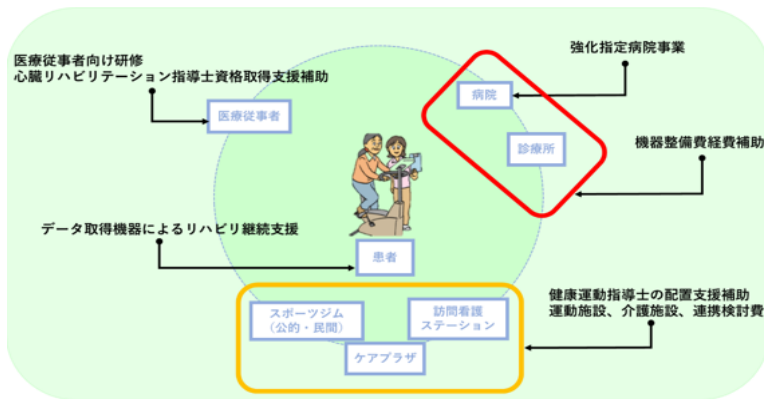 強化指定病院事業
医療従事者向け研修
心臓リハビリテーション指導士資格取得支援補助
病院
医療従事者
診療所
機器整備費経費補助
データ取得機器によるリハビリ継続支援
患者
健康運動指導士の配置支援補助
運動施設、介護施設、連携検討費
スポーツジム
（公的・民間）
訪問看護
ステーション
ケアプラザ